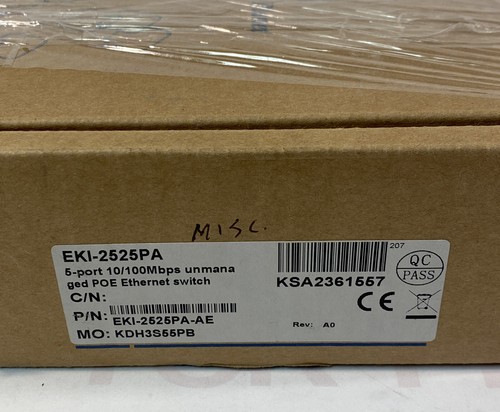 MISC.
EKI-2525PA
5-port 10/100Mbps unmana
ged POE Ethernet switch
C/N:
P/N:
EKI-2525PA-AE
MO: KDH3S55PB
207
KSA2361557
QC
PASS
CE
Rev: A0